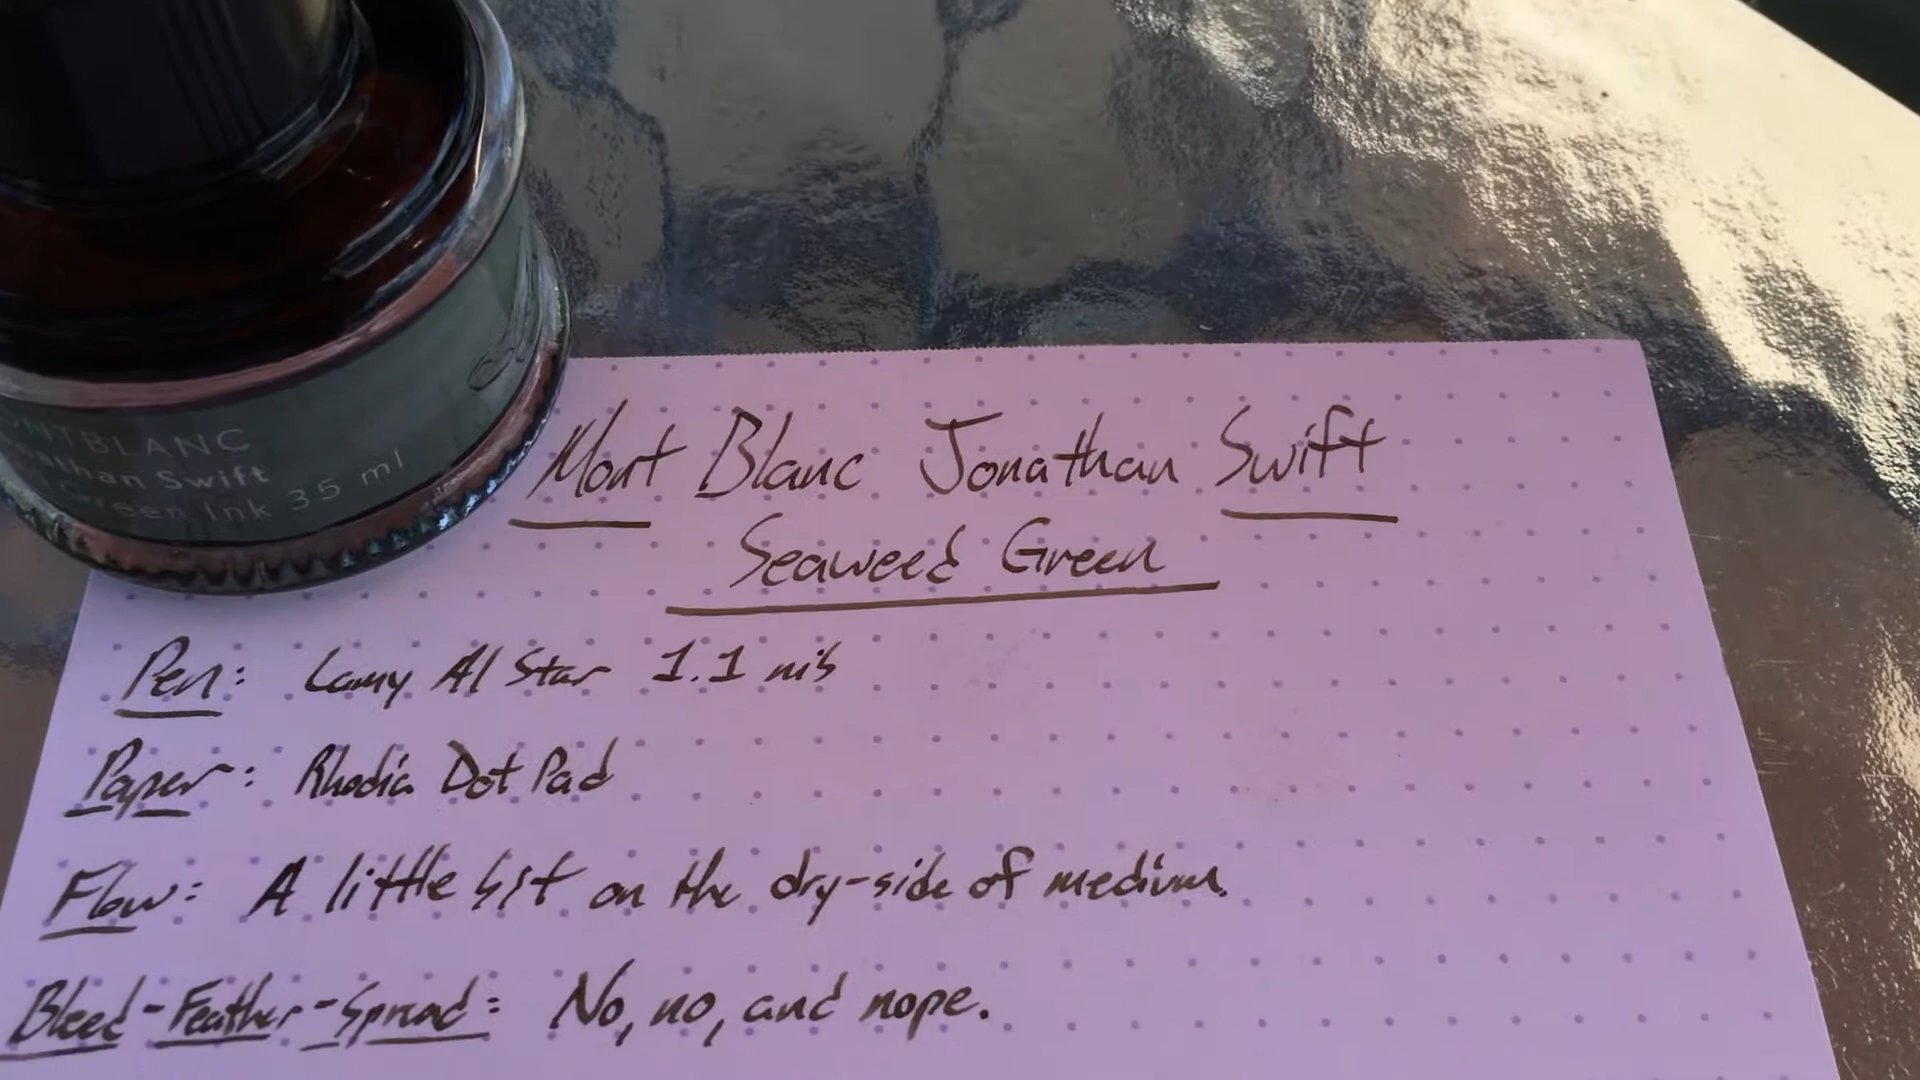 Mont Blanc Jonathan Swift
Seaweed Green
Pen: Lamy Al Star 1.1 nib
Paper: Rhodia Dot Pad
Flow: A little bit on the dry-side of medium.
Bleed-Feather-Spread: No, no, and nope.
NTBLANC
than Swift
Green Ink 35 ml